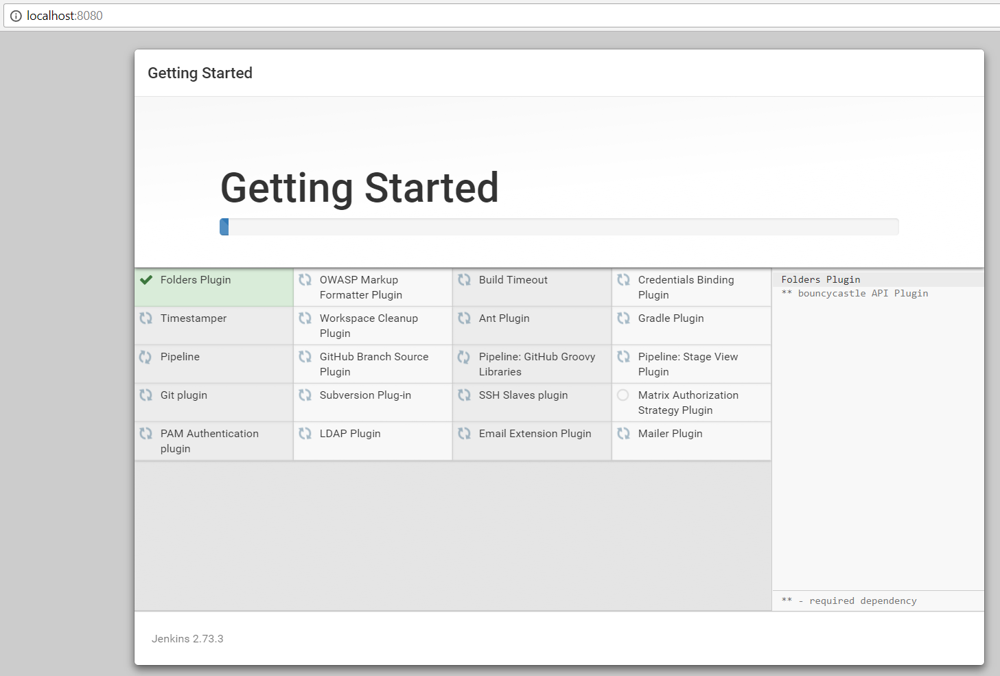 localhost:8080
Getting Started
Getting Started
Folders Plugin
OWASP Markup
Formatter Plugin
Build Timeout
Credentials Binding
Plugin
Timestamper
Workspace Cleanup
Plugin
Ant Plugin
Gradle Plugin
Pipeline
GitHub Branch Source
Plugin
Pipeline: GitHub Groovy
Libraries
Pipeline: Stage View
Plugin
Git plugin
Subversion Plug-in
SSH Slaves plugin
Matrix Authorization
Strategy Plugin
PAM Authentication
plugin
LDAP Plugin
Email Extension Plugin
Mailer Plugin
Folders Plugin
** bouncycastle API Plugin
** - required dependency
Jenkins 2.73.3